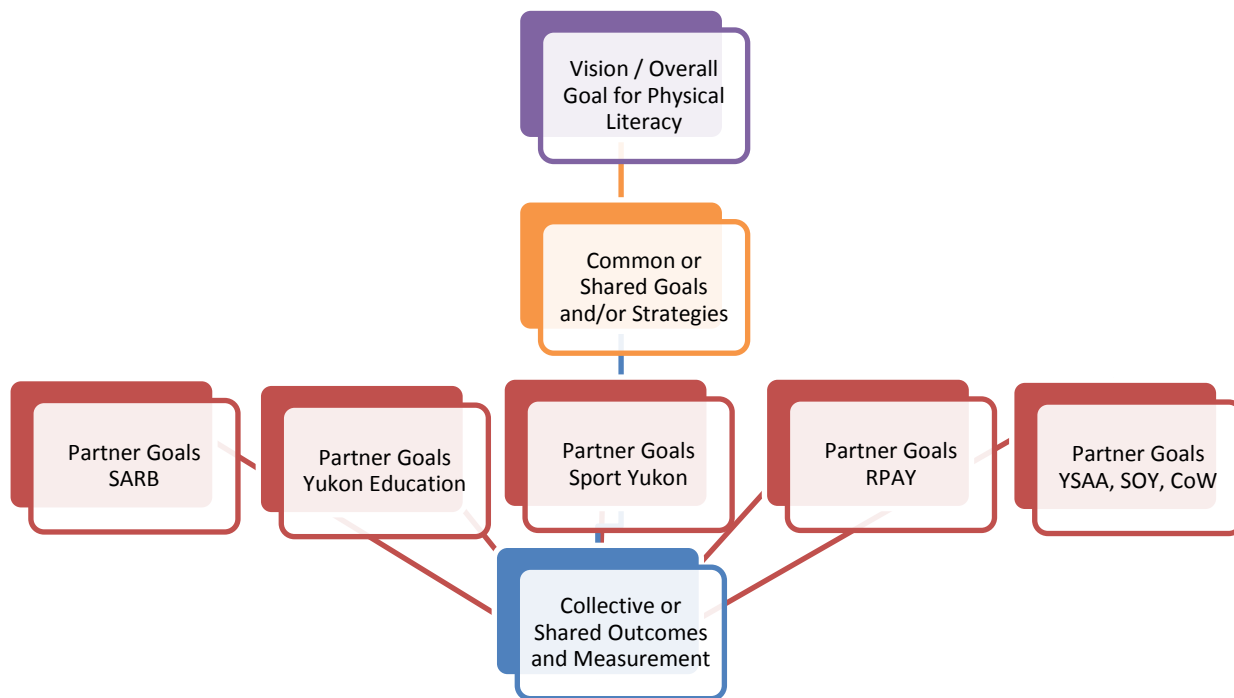 Vision / Overall
Goal for Physical
Literacy
Common or
Shared Goals
and/or Strategies
Partner Goals
SARB
Partner Goals
Yukon Education
Partner Goals
Sport Yukon
Partner Goals
RPAY
Partner Goals
YSAA, SOY, CoW
Collective or
Shared Outcomes
and Measurement